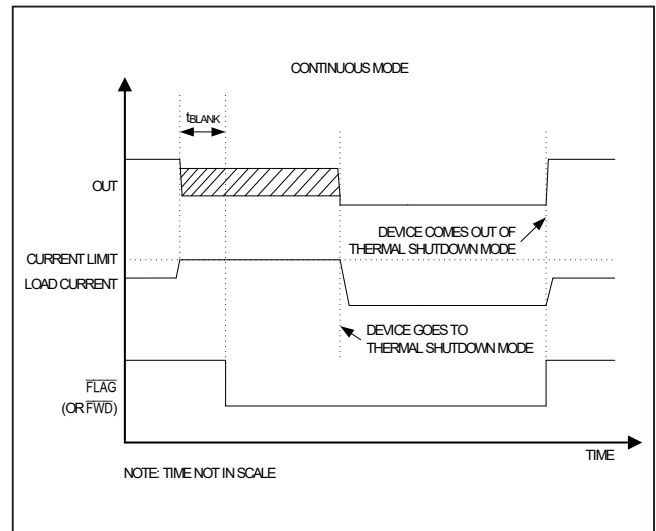 CONTINUOUS MODE
tBLANK
OUT
DEVICE COMES OUT OF
THERMAL SHUTDOWN MODE
CURRENT LIMIT
LOAD CURRENT
DEVICE GOES TO
THERMAL SHUTDOWN MODE
FLAG
(OR FWD)
TIME
NOTE: TIME NOT IN SCALE